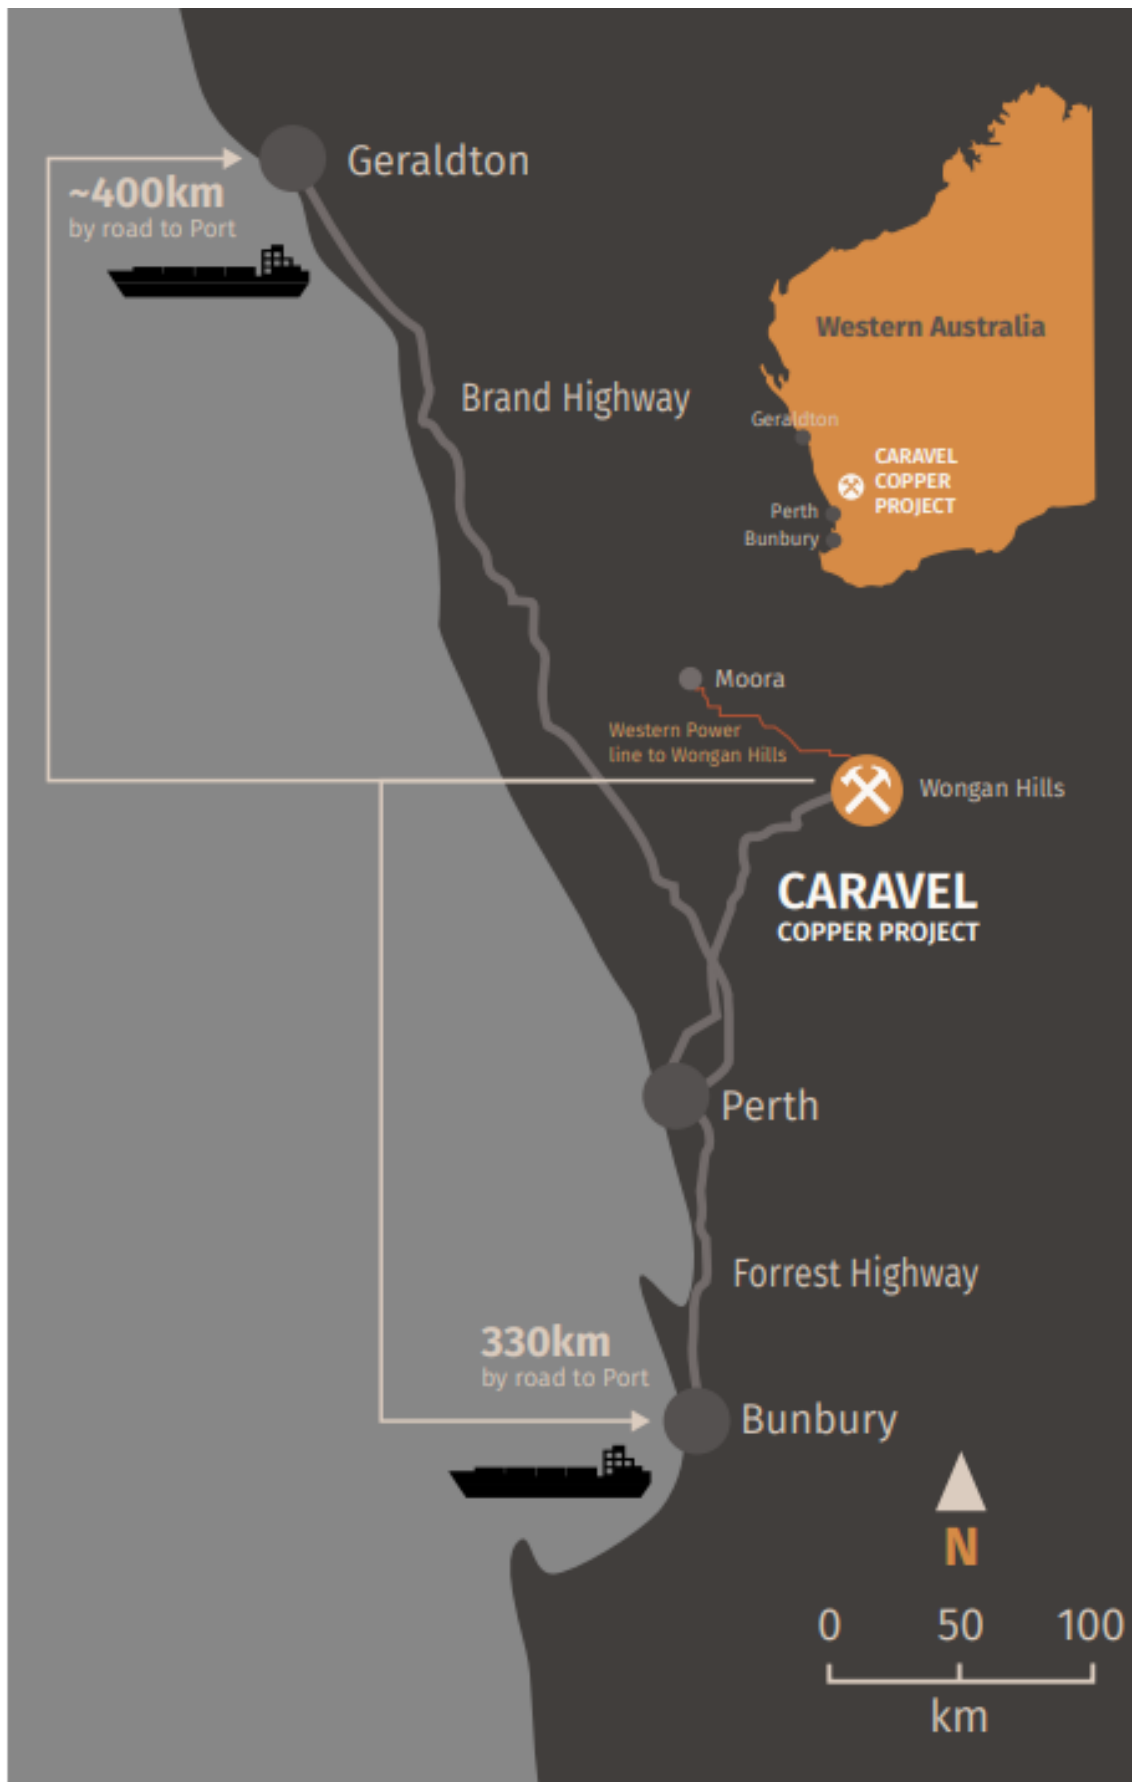 Geraldton
~400km
by road to Port
Brand Highway
Western Australia
Geraldton
CARAVEL
COPPER
PROJECT
Perth
Bunbury
Moora
Western Power
line to Wongan Hills
Wongan Hills
CARAVEL
COPPER PROJECT
Perth
Forrest Highway
330km
by road to Port
Bunbury
N
0 50 100
km